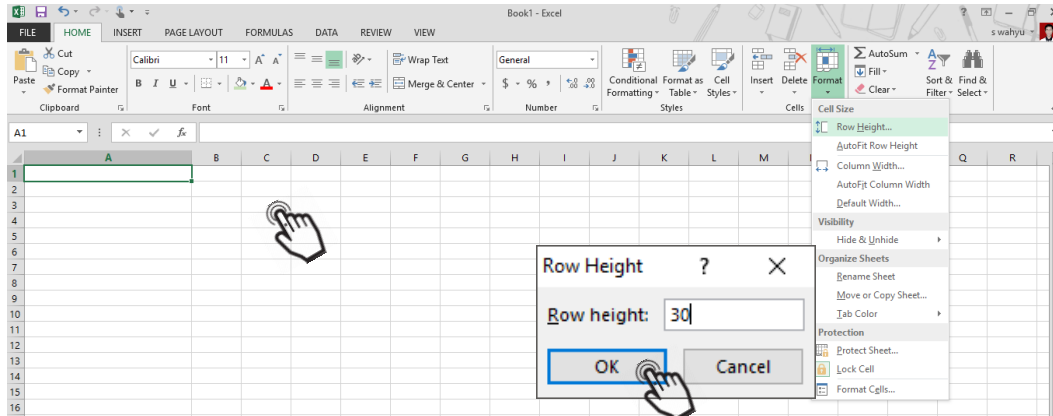 Book1 - Excel
s wahyu
FILE HOME INSERT PAGE LAYOUT FORMULAS DATA REVIEW VIEW
Paste
Cut
Copy
Format Painter
Clipboard
Calibri 11
B I U
Font
Wrap Text
Merge & Center
Alignment
General
$ % ,
Number
Conditional Formatting
Format as Table
Cell Styles
Styles
Insert Delete Format
Cells
AutoSum
Fill
Clear
Sort & Filter
Find & Select
A1
fx
A B C D E F G H I J K L M Q R
1
2
3
4
5
6
7
8
9
10
11
12
13
14
15
16
Cell Size
Row Height...
AutoFit Row Height
Column Width...
AutoFit Column Width
Default Width...
Visibility
Hide & Unhide
Organize Sheets
Rename Sheet
Move or Copy Sheet...
Tab Color
Protection
Protect Sheet...
Lock Cell
Format Cells...
Row Height ?
Row height: 30
OK Cancel